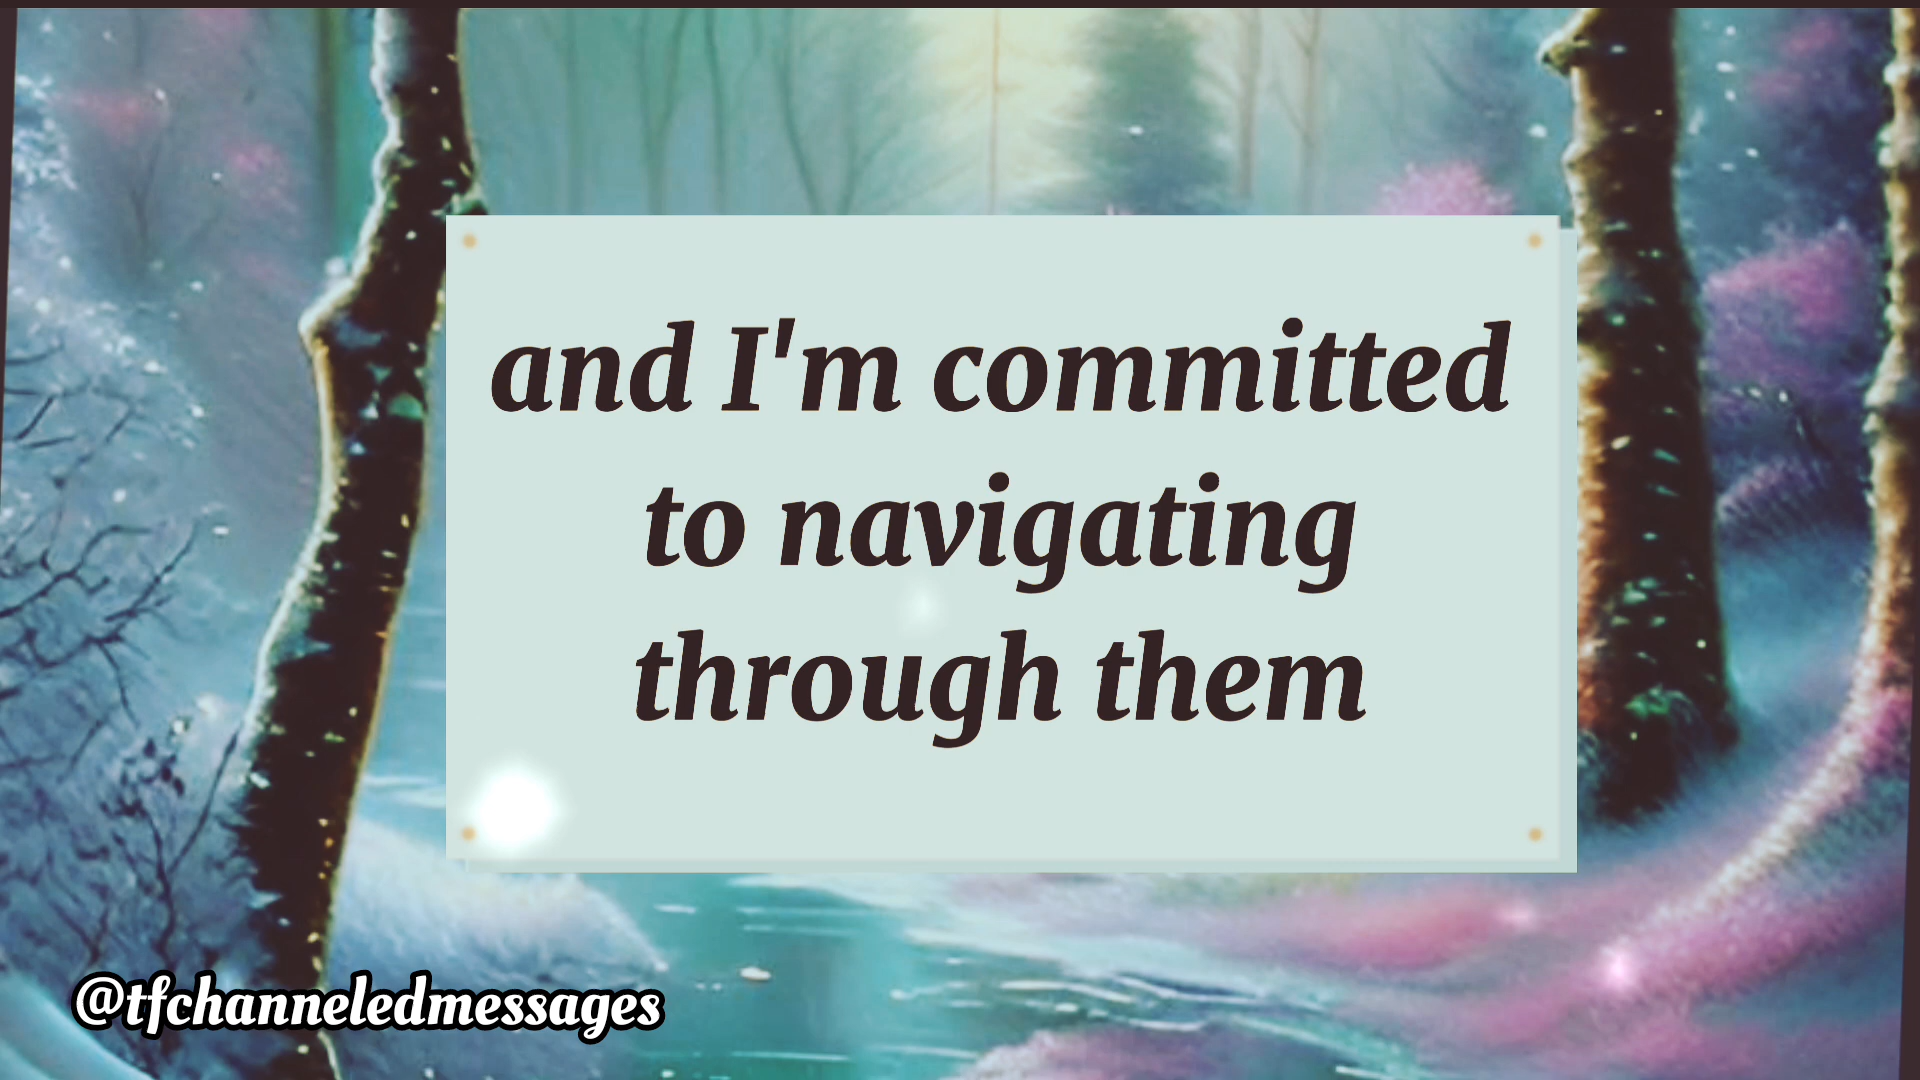 and I'm committed
to navigating
through them
@tfchanneledmessages